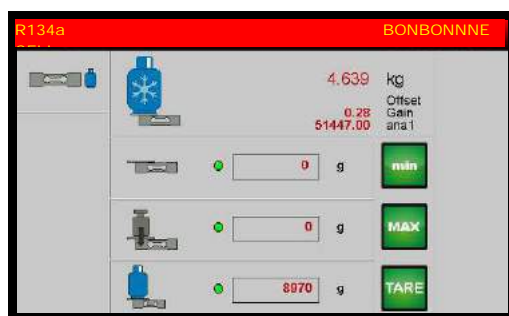 R134a BONBONNNE
4.639 kg
Offset
0.28 Gain
51447.00 ana1
0 g min
0 g MAX
8970 g TARE